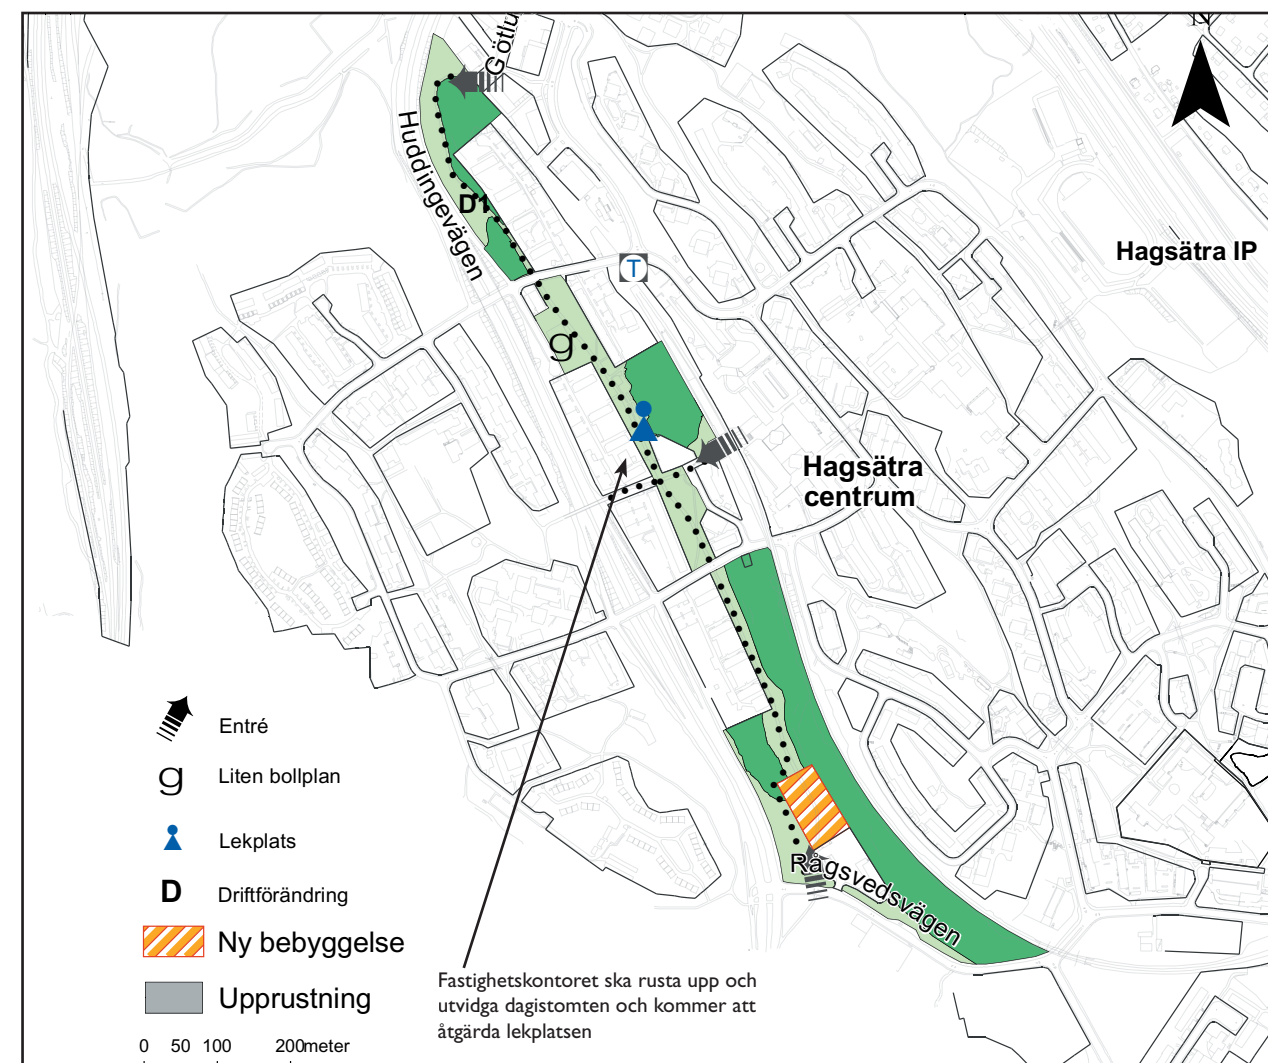 N
Götlu
Huddingevägen
D1
T
Hagsätra IP
g
Hagsätra
centrum
Rågsvedsvägen
Entré
g
Liten bollplan
Lekplats
D
Driftförändring
Ny bebyggelse
Upprustning
0 50 100 200meter
Fastighetskontoret ska rusta upp och
utvidga dagistomten och kommer att
åtgärda lekplatsen